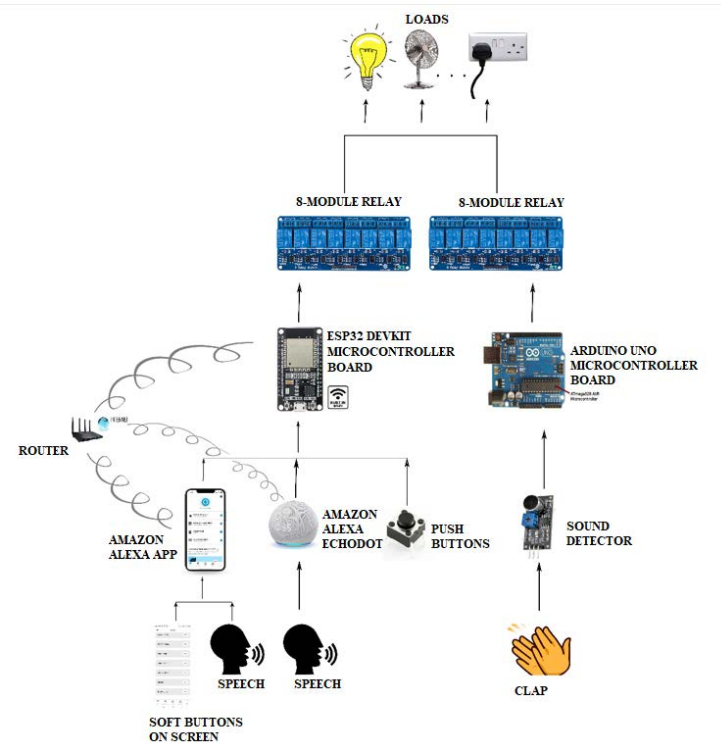 LOADS
8-MODULE RELAY
8-MODULE RELAY
ESP32 DEVKIT
MICROCONTROLLER
BOARD
ARDUINO UNO
MICROCONTROLLER
BOARD
ROUTER
AMAZON
ALEXA APP
AMAZON
ALEXA
ECHODOT
PUSH
BUTTONS
SOUND
DETECTOR
SPEECH
SPEECH
CLAP
SOFT BUTTONS
ON SCREEN